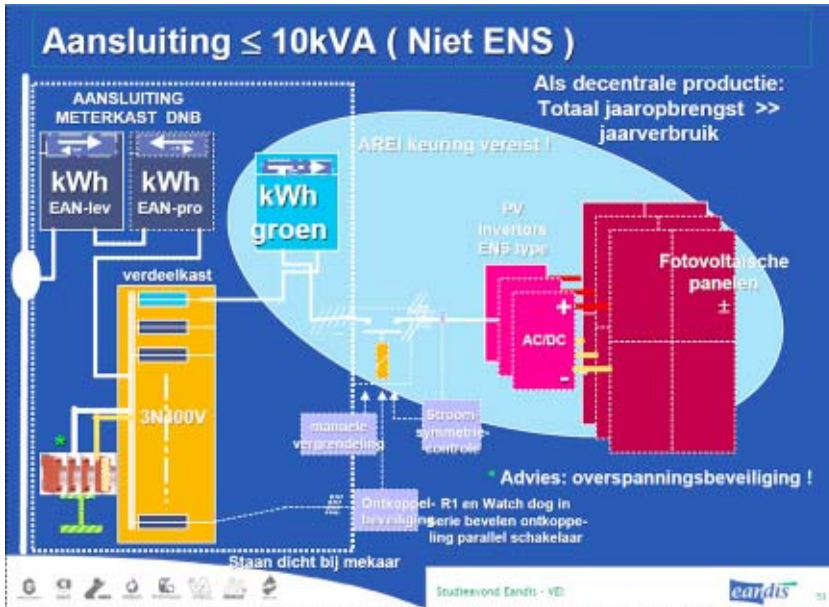 Aansluiting ≤ 10kVA ( Niet ENS )
Als decentrale productie:
Totaal jaaropbrengst >>
jaarverbruik
AANSLUITING
METERKAST DNB
AREI keuring vereist !
kWh
EAN-lev
kWh
EAN-pro
kWh
groen
PV
Invertors
ENS type
Fotovoltaïsche
panelen
±
verdeelkast
+
AC/DC
-
3N400V
manuele
vergrendeling
Stroom-
symmetrie-
controle
*
* Advies: overspanningsbeveiliging !
Ontkoppel-
beveiliging
R1 en Watch dog in
serie bevelen ontkoppe-
ling parallel schakelaar
Staan dicht bij mekaar
Studieavond Eandis - VEI
eandis